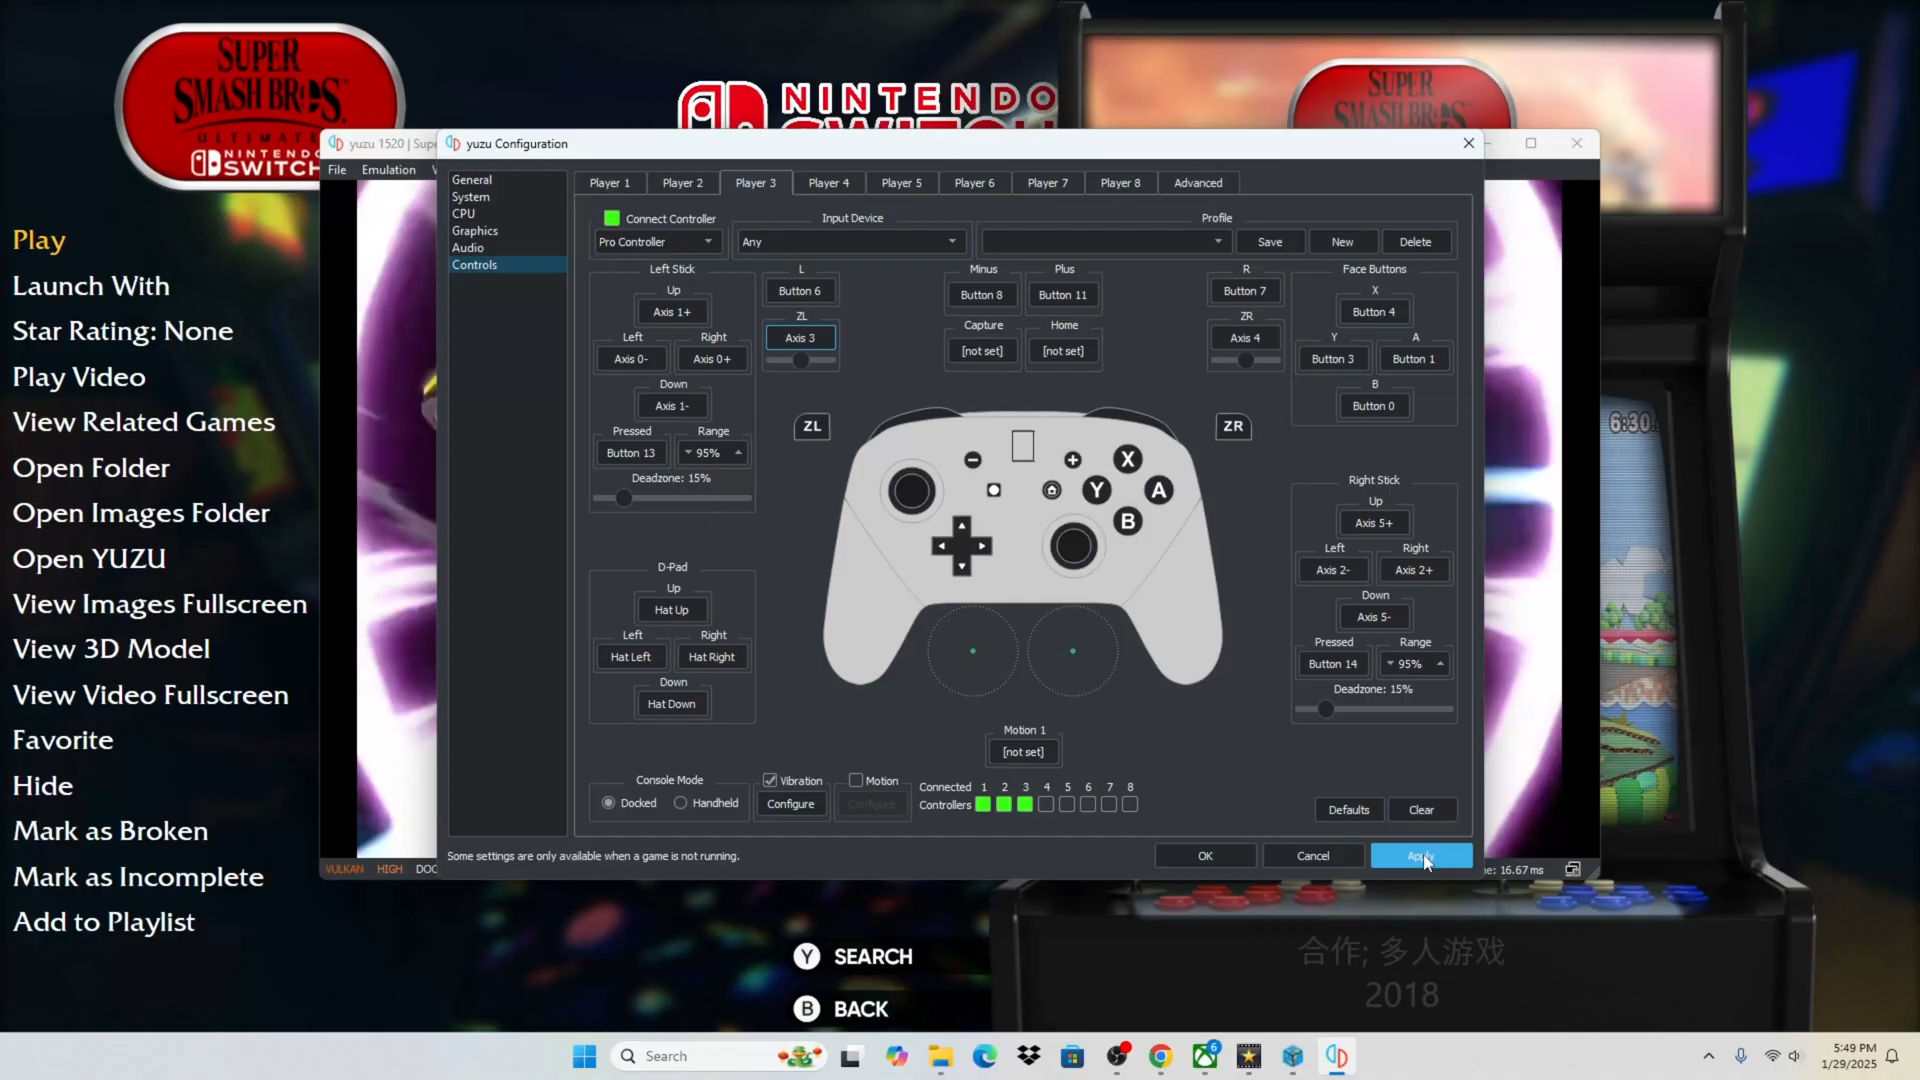 SUPER
SMASH BROS.
ULTIMATE
NINTENDO
SWITCH
NINTENDO
SWITCH
SUPER
SMASH BROS.
yuzu 1520 | Supe
File
Emulation
yuzu Configuration
General
System
CPU
Graphics
Audio
Controls
Player 1
Player 2
Player 3
Player 4
Player 5
Player 6
Player 7
Player 8
Advanced
Connect Controller
Input Device
Profile
Pro Controller
Any
Save
New
Delete
Left Stick
Up
Axis 1+
Left
Right
Axis 0-
Axis 0+
Down
Axis 1-
Pressed
Range
Button 13
95%
Deadzone: 15%
L
Button 6
ZL
Axis 3
Minus
Plus
Button 8
Button 11
Capture
Home
[not set]
[not set]
R
Button 7
ZR
Axis 4
Face Buttons
X
Button 4
Y
A
Button 3
Button 1
B
Button 0
ZL
ZR
X
Y
A
B
D-Pad
Up
Hat Up
Left
Right
Hat Left
Hat Right
Down
Hat Down
Right Stick
Up
Axis 5+
Left
Right
Axis 2-
Axis 2+
Down
Axis 5-
Pressed
Range
Button 14
95%
Deadzone: 15%
Motion 1
[not set]
Console Mode
Docked
Handheld
Vibration
Configure
Motion
Configure
Connected
1 2 3 4 5 6 7 8
Controllers
Defaults
Clear
Some settings are only available when a game is not running.
OK
Cancel
Apply
VULKAN
HIGH
DOC
e: 16.67 ms
Play
Launch With
Star Rating: None
Play Video
View Related Games
Open Folder
Open Images Folder
Open YUZU
View Images Fullscreen
View 3D Model
View Video Fullscreen
Favorite
Hide
Mark as Broken
Mark as Incomplete
Add to Playlist
6:30.
合作; 多人游戏
2018
Y SEARCH
B BACK
Search
6
5:49 PM
1/29/2025